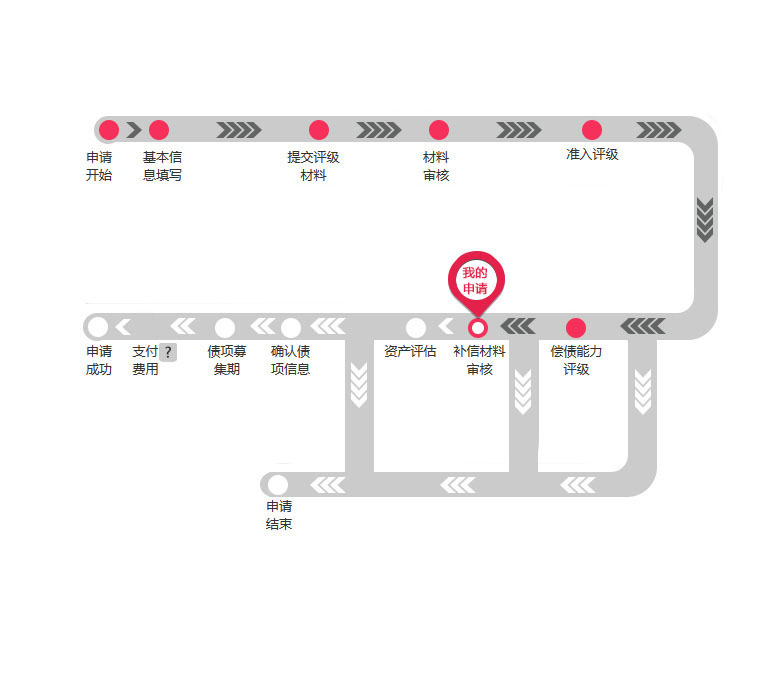 申请
开始
基本信
息填写
提交评级
材料
材料
审核
准入评级
我的
申请
申请
成功
支付 ?
费用
债项募
集期
确认债
项信息
资产评估
补信材料
审核
偿债能力
评级
申请
结束